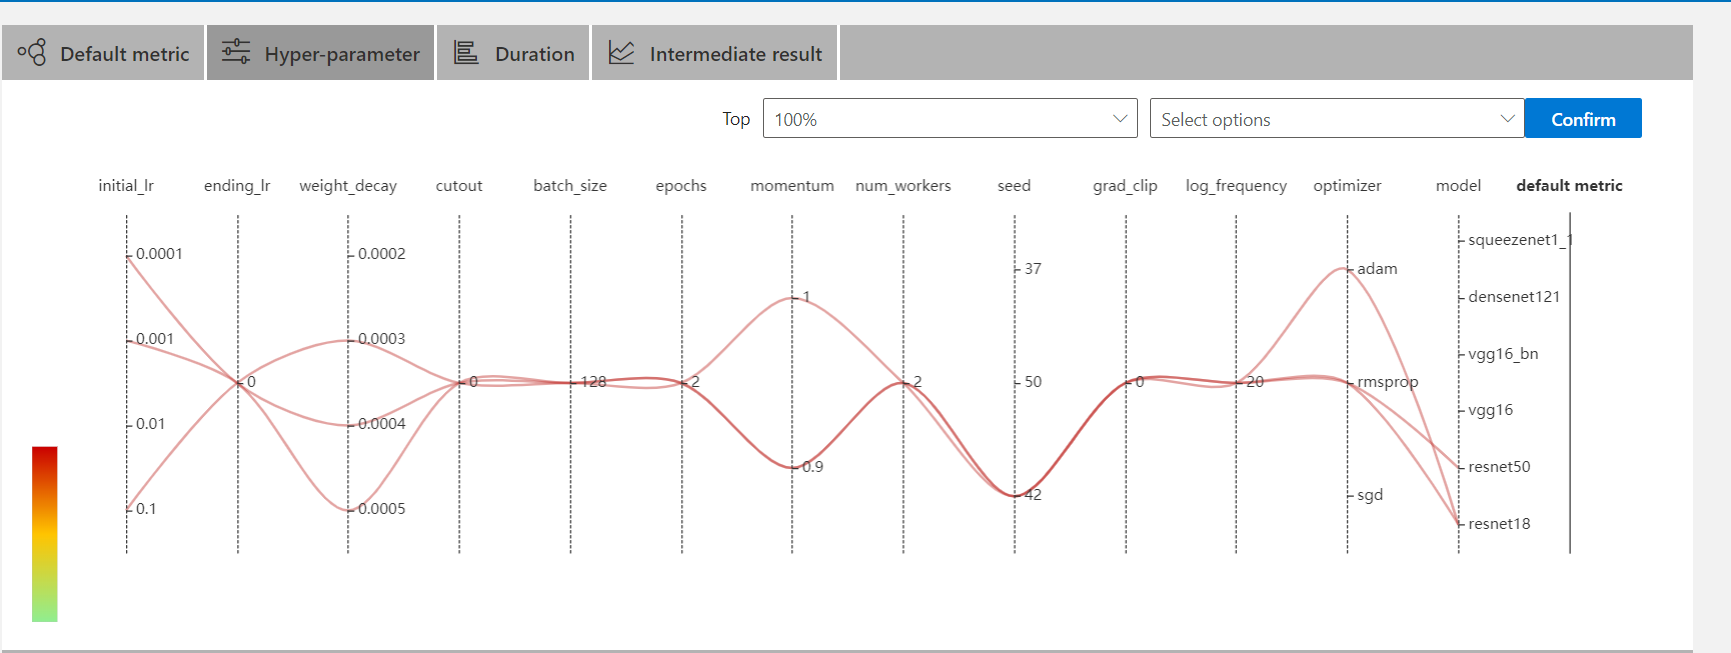 Default metric Hyper-parameter Duration Intermediate result
Top 100% Select options Confirm
initial_lr ending_lr weight_decay cutout batch_size epochs momentum num_workers seed grad_clip log_frequency optimizer model default metric
squeezenet1_1
0.0001 0.0002
37 adam
1 densenet121
0.001 0.0003
vgg16_bn
0 0 128 2 2 50 0 20 rmsprop
vgg16
0.01 0.0004
0.9 resnet50
42 sgd
0.1 0.0005
resnet18